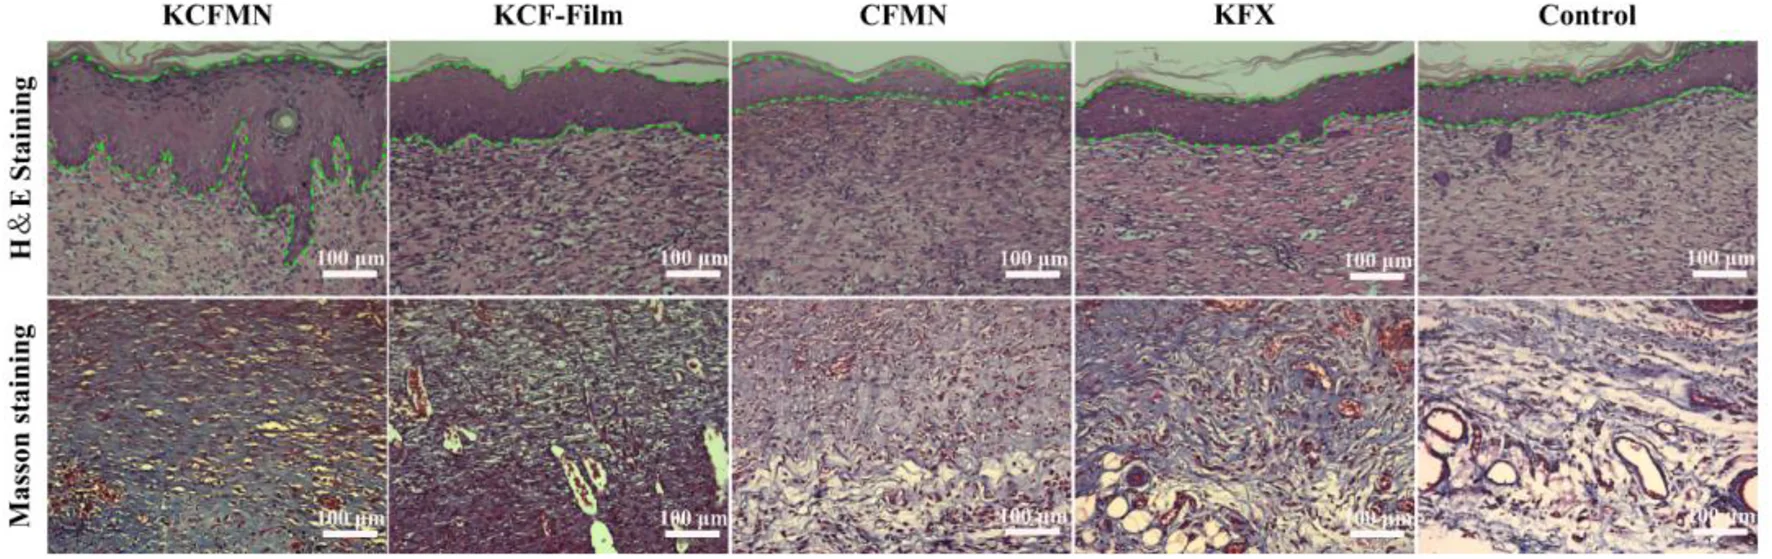 KCFMN KCF-Film CFMN KFX Control
H&E Staining
100 µm 100 µm 100 µm 100 µm 100 µm
Masson staining
100 µm 100 µm 100 µm 100 µm 100 µm